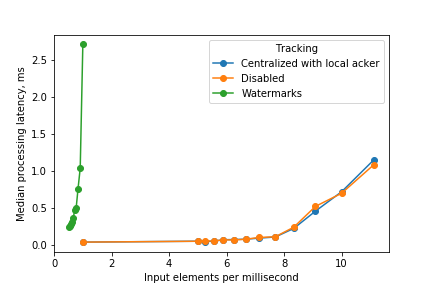 Tracking
Centralized with local acker
Disabled
Watermarks
Median processing latency, ms
2.5
2.0
1.5
1.0
0.5
0.0
0
2
4
6
8
10
Input elements per millisecond